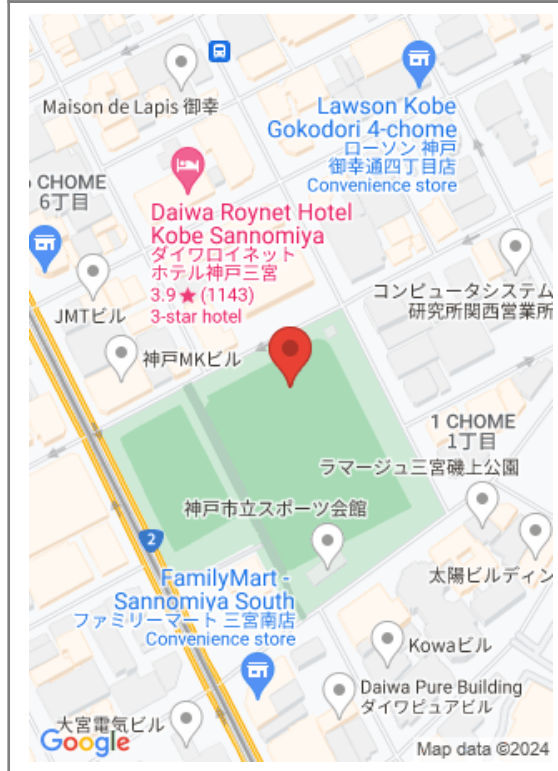 Maison de Lapis 御幸
Lawson Kobe
Gokodori 4-chome
ローソン 神戸
御幸通四丁目店
Convenience store
CHOME
6丁目
Daiwa Roynet Hotel
Kobe Sannomiya
ダイワロイネット
ホテル神戸三宮
3.9★(1143)
3-star hotel
コンピュータシステム
研究所関西営業所
JMTビル
神戸MKビル
1 CHOME
1丁目
ラマージュ三宮磯上公園
神戸市立スポーツ会館
2
太陽ビルディン
FamilyMart -
Sannomiya South
ファミリーマート 三宮南店
Convenience store
Kowaビル
Daiwa Pure Building
ダイワピュアビル
大宮電気ビル
Google
Map data ©2024